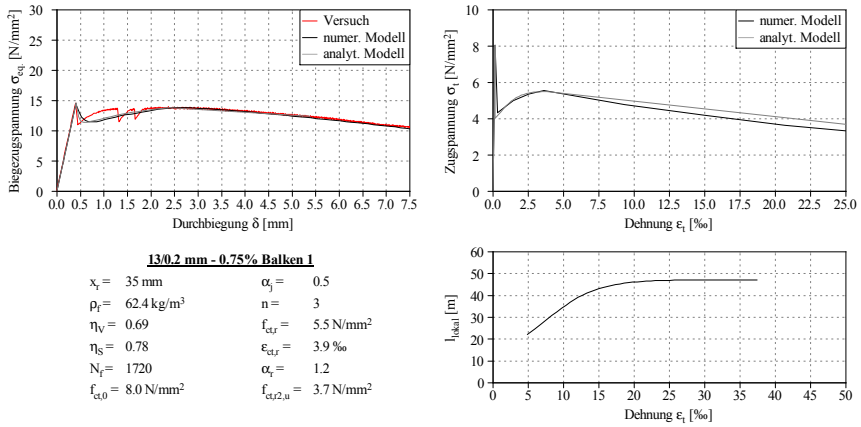 Biegezugspannung σeq. [N/mm²]
30
25
20
15
10
5
0
Versuch
numer. Modell
analyt. Modell
0.0 0.5 1.0 1.5 2.0 2.5 3.0 3.5 4.0 4.5 5.0 5.5 6.0 6.5 7.0 7.5
Durchbiegung δ [mm]
Zugspannung σt [N/mm²]
10
8
6
4
2
0
numer. Modell
analyt. Modell
0.0 2.5 5.0 7.5 10.0 12.5 15.0 17.5 20.0 22.5 25.0
Dehnung εt [‰]
13/0.2 mm - 0.75% Balken 1
xr = 35 mm αj = 0.5
ρf = 62.4 kg/m³ n = 3
ηV = 0.69 fct,r = 5.5 N/mm²
ηS = 0.78 εct,r = 3.9 ‰
Nf = 1720 αr = 1.2
fct,0 = 8.0 N/mm² fct,r2,u = 3.7 N/mm²
llokal [m]
60
50
40
30
20
10
0
0 5 10 15 20 25 30 35 40 45 50
Dehnung εt [‰]